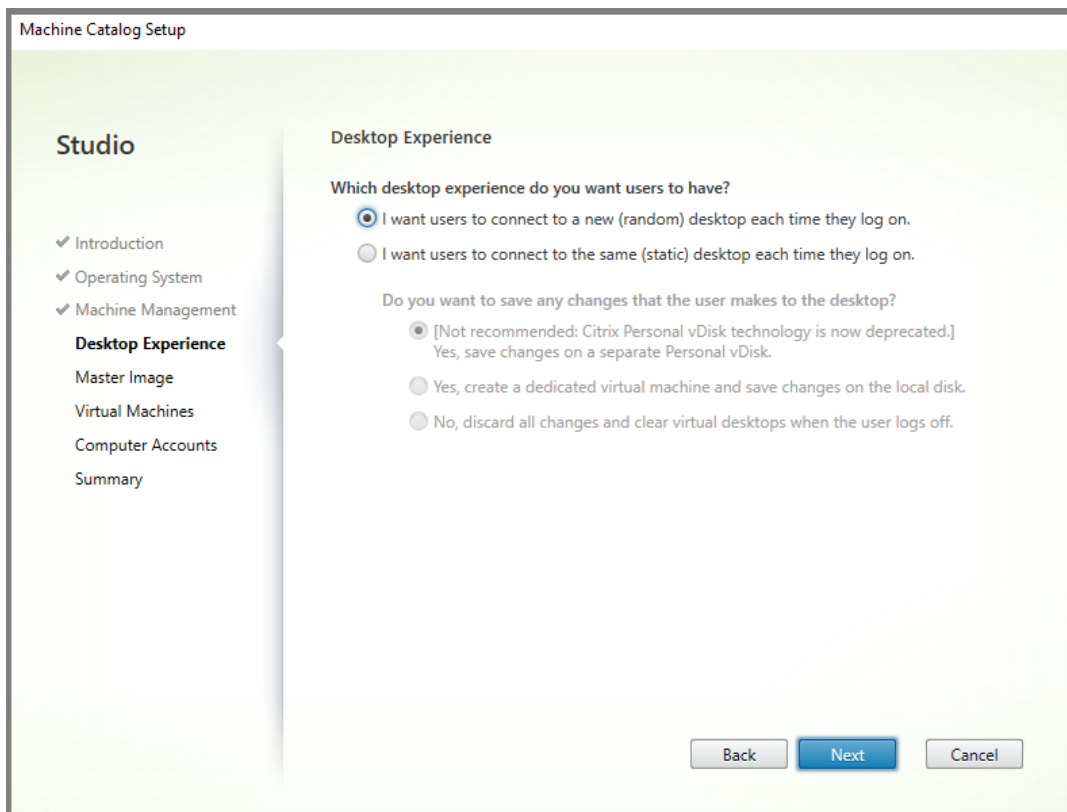 Machine Catalog Setup
Studio
Introduction
Operating System
Machine Management
Desktop Experience
Master Image
Virtual Machines
Computer Accounts
Summary
Desktop Experience
Which desktop experience do you want users to have?
I want users to connect to a new (random) desktop each time they log on.
I want users to connect to the same (static) desktop each time they log on.
Do you want to save any changes that the user makes to the desktop?
[Not recommended: Citrix Personal vDisk technology is now deprecated.]
Yes, save changes on a separate Personal vDisk.
Yes, create a dedicated virtual machine and save changes on the local disk.
No, discard all changes and clear virtual desktops when the user logs off.
Back
Next
Cancel